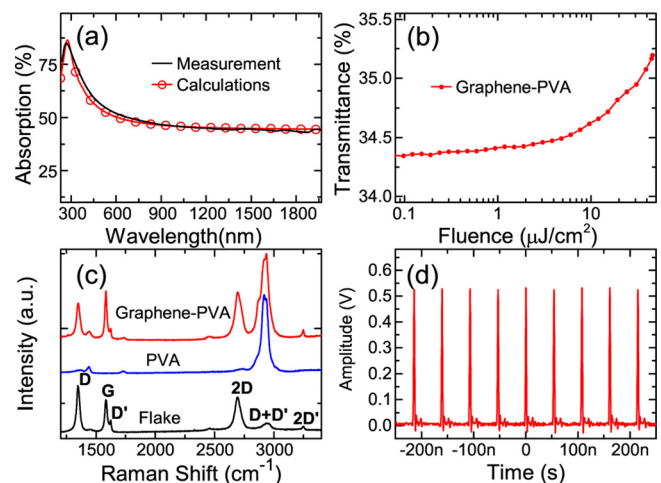 (a)
Measurement
Calculations
Absorption (%)
75
50
25
300 600 900 1200 1500 1800
Wavelength(nm)
(b)
Graphene-PVA
Transmittance (%)
35.5
35.0
34.5
34.0
0.1 1 10
Fluence (μJ/cm²)
(c)
Graphene-PVA
PVA
Flake
D
G
D'
2D
D+D'
2D'
Intensity (a.u.)
1500 2000 2500 3000
Raman Shift (cm⁻¹)
(d)
Amplitude (V)
0.6
0.5
0.4
0.3
0.2
0.1
0.0
-200n -100n 0 100n 200n
Time (s)